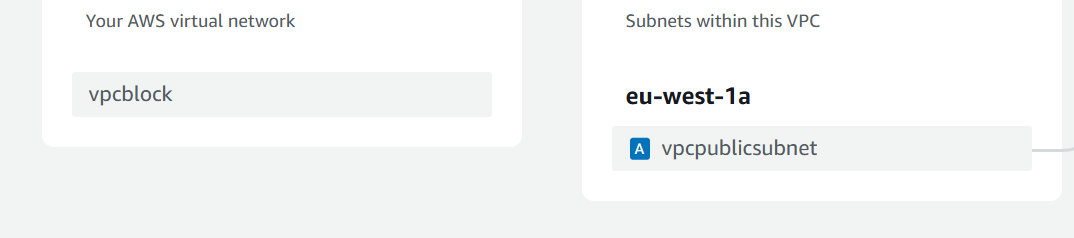 Your AWS virtual network
vpcblock
Subnets within this VPC
eu-west-1a
A vpcpublicsubnet